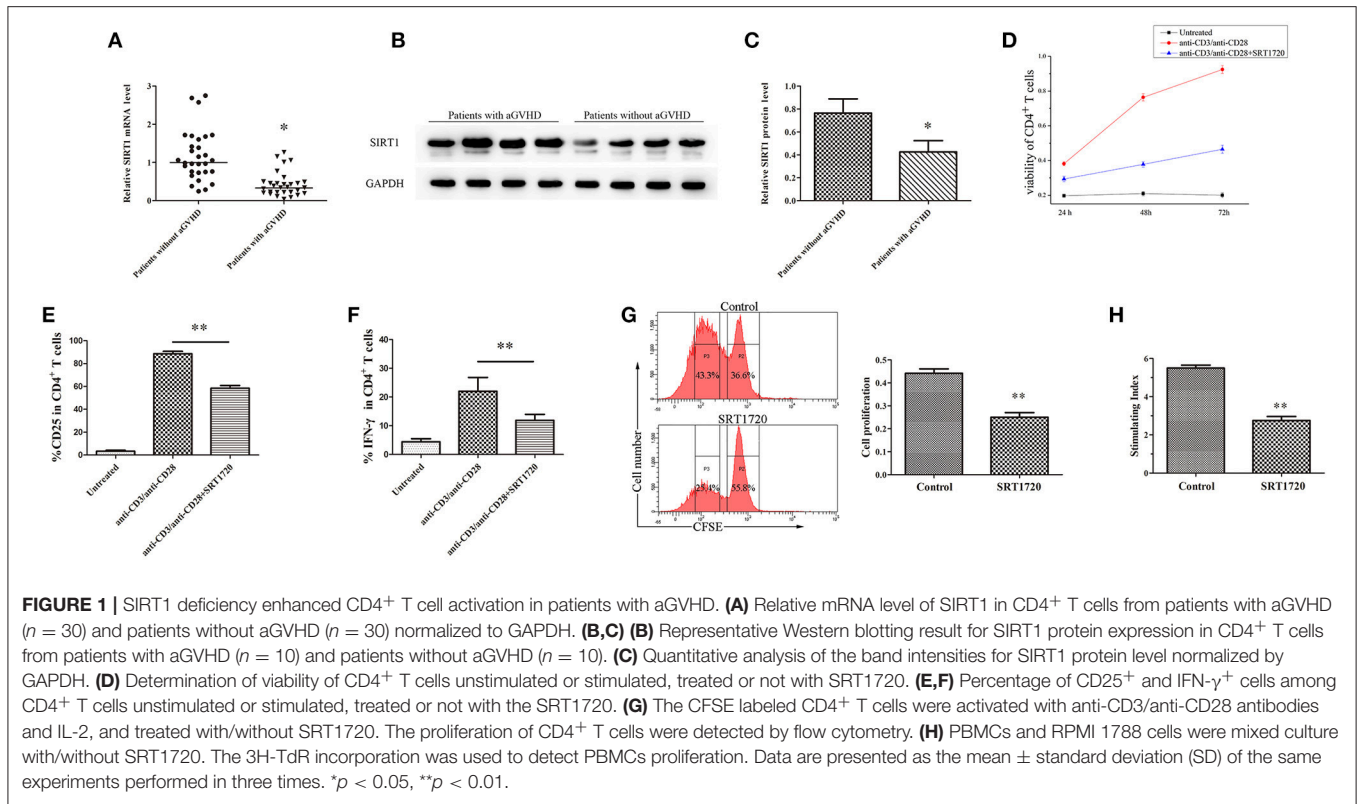 A
Relative SIRT1 mRNA level
3
2
1
0
*
Patients without aGVHD
Patients with aGVHD
B
Patients with aGVHD
Patients without aGVHD
SIRT1
GAPDH
C
Relative SIRT1 protein level
1.0
0.8
0.6
0.4
0.2
0.0
*
Patients without aGVHD
Patients with aGVHD
D
Untreated
anti-CD3/anti-CD28
anti-CD3/anti-CD28+SRT1720
viability of CD4+ T cells
1.0
0.8
0.6
0.4
0.2
24 h
48h
72h
E
%CD25 in CD4+ T cells
100
80
60
40
20
0
**
Untreated
anti-CD3/anti-CD28
anti-CD3/anti-CD28+SRT1720
F
% IFN-γ in CD4+ T cells
40
30
20
10
0
**
Untreated
anti-CD3/anti-CD28
anti-CD3/anti-CD28+SRT1720
G
Control
P3
43.3%
P2
36.6%
SRT1720
P3
25.4%
P2
55.8%
Cell number
CFSE
Cell proliferation
0.6
0.5
0.4
0.3
0.2
0.1
0.0
**
Control
SRT1720
H
Stimulating Index
6
4
2
0
**
Control
SRT1720
FIGURE 1 | SIRT1 deficiency enhanced CD4+ T cell activation in patients with aGVHD. (A) Relative mRNA level of SIRT1 in CD4+ T cells from patients with aGVHD
(n = 30) and patients without aGVHD (n = 30) normalized to GAPDH. (B,C) (B) Representative Western blotting result for SIRT1 protein expression in CD4+ T cells
from patients with aGVHD (n = 10) and patients without aGVHD (n = 10). (C) Quantitative analysis of the band intensities for SIRT1 protein level normalized by
GAPDH. (D) Determination of viability of CD4+ T cells unstimulated or stimulated, treated or not with SRT1720. (E,F) Percentage of CD25+ and IFN-γ+ cells among
CD4+ T cells unstimulated or stimulated, treated or not with the SRT1720. (G) The CFSE labeled CD4+ T cells were activated with anti-CD3/anti-CD28 antibodies
and IL-2, and treated with/without SRT1720. The proliferation of CD4+ T cells were detected by flow cytometry. (H) PBMCs and RPMI 1788 cells were mixed culture
with/without SRT1720. The 3H-TdR incorporation was used to detect PBMCs proliferation. Data are presented as the mean ± standard deviation (SD) of the same
experiments performed in three times. *p < 0.05, **p < 0.01.